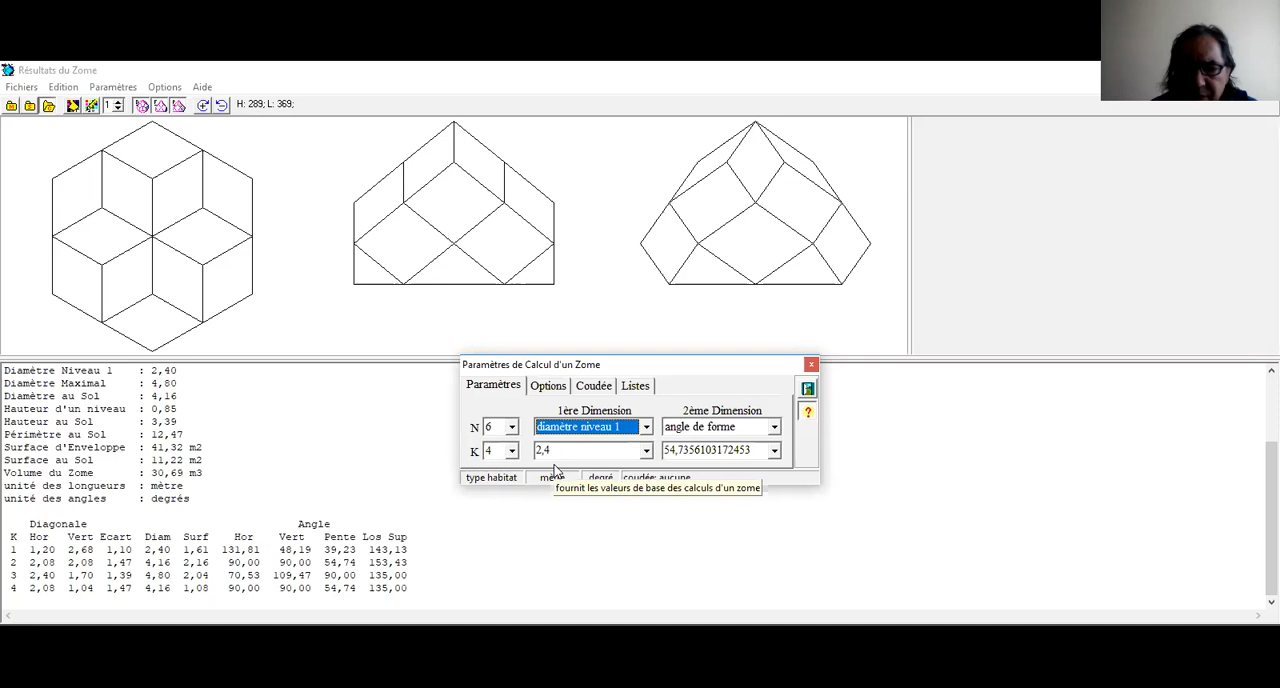 Résultats du Zome
Fichiers Edition Paramètres Options Aide
1 H: 289; L: 369;
Paramètres de Calcul d'un Zome
Paramètres Options Coudée Listes
1ère Dimension 2ème Dimension
N 6 diamètre niveau 1 angle de forme
K 4 2,4 54,7356103172453
?
type habitat mètre degré coudée: aucune
fournit les valeurs de base des calculs d'un zome
Diamètre Niveau 1 : 2,40
Diamètre Maximal : 4,80
Diamètre au Sol : 4,16
Hauteur d'un niveau : 0,85
Hauteur au Sol : 3,39
Périmètre au Sol : 12,47
Surface d'Enveloppe : 41,32 m2
Surface au Sol : 11,22 m2
Volume du Zome : 30,69 m3
unité des longueurs : mètre
unité des angles : degrés
Diagonale Angle
K Hor Vert Ecart Diam Surf Hor Vert Pente Los Sup
1 1,20 2,68 1,10 2,40 1,61 131,81 48,19 39,23 143,13
2 2,08 2,08 1,47 4,16 2,16 90,00 90,00 54,74 153,43
3 2,40 1,70 1,39 4,80 2,04 70,53 109,47 90,00 135,00
4 2,08 1,04 1,47 4,16 1,08 90,00 90,00 54,74 135,00